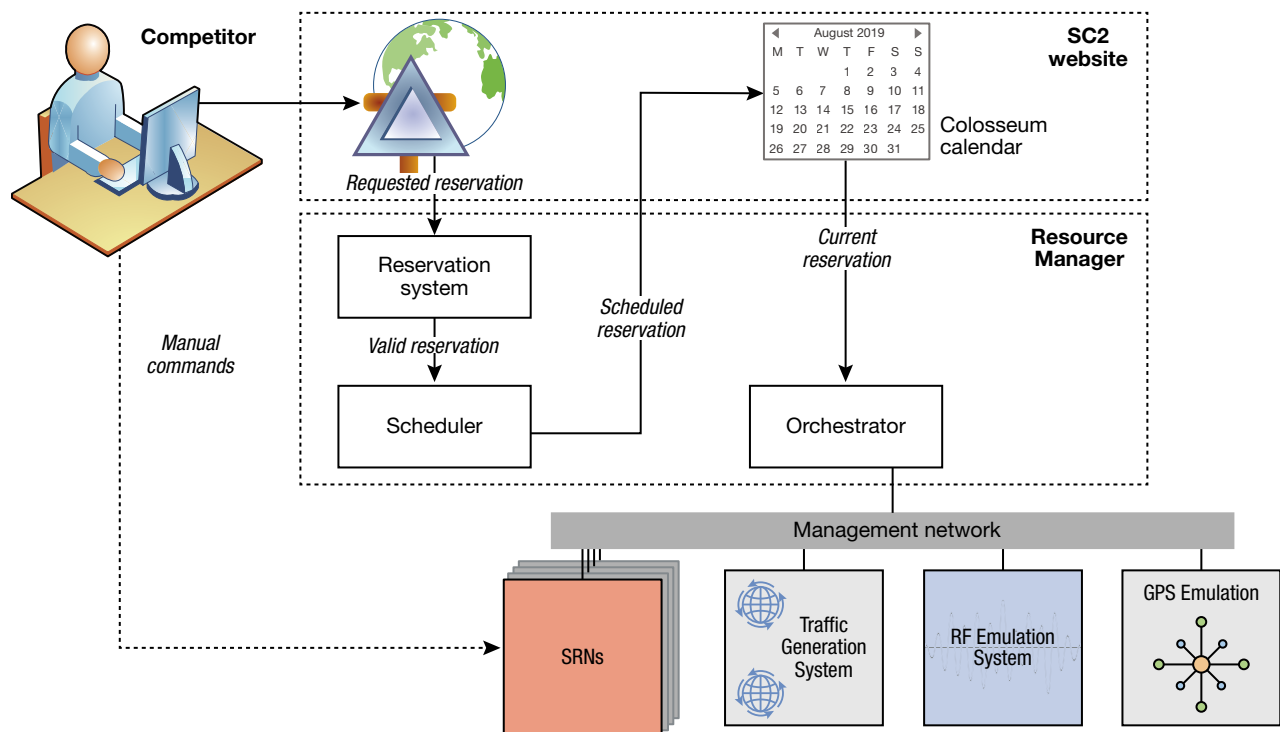 Competitor
SC2
website
August 2019
M T W T F S S
1 2 3 4
5 6 7 8 9 10 11
12 13 14 15 16 17 18
19 20 21 22 23 24 25
26 27 28 29 30 31
Colosseum
calendar
Requested reservation
Resource
Manager
Reservation
system
Current
reservation
Scheduled
reservation
Valid reservation
Manual
commands
Scheduler
Orchestrator
Management network
SRNs
Traffic
Generation
System
RF Emulation
System
GPS Emulation